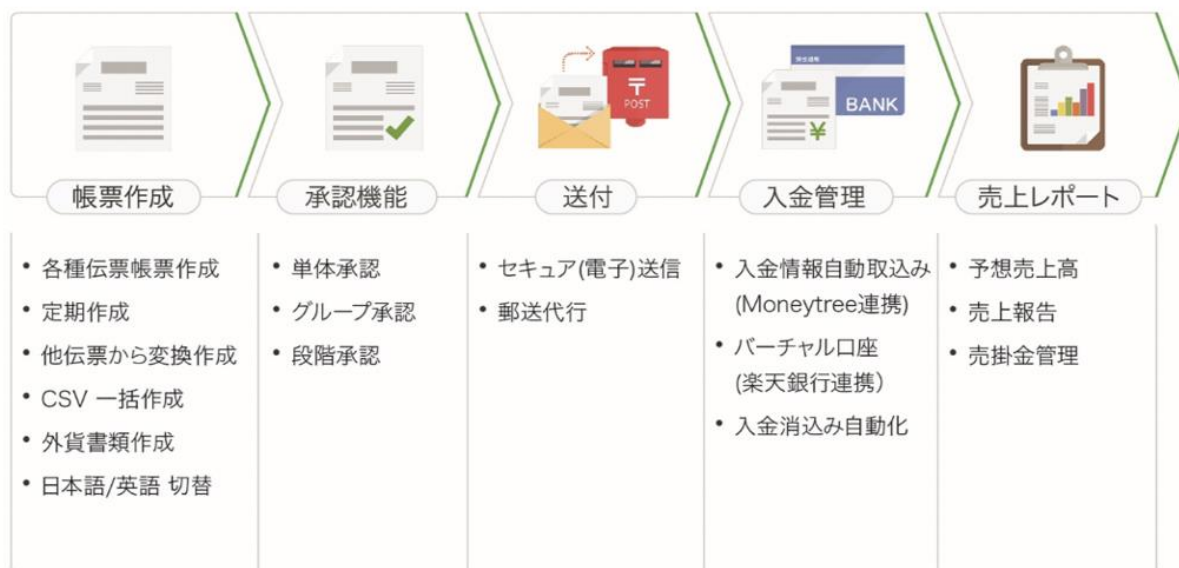 POST
BANK
¥
帳票作成
承認機能
送付
入金管理
売上レポート
• 各種伝票帳票作成
• 定期作成
• 他伝票から変換作成
• CSV 一括作成
• 外貨書類作成
• 日本語/英語 切替
• 単体承認
• グループ承認
• 段階承認
• セキュア(電子)送信
• 郵送代行
• 入金情報自動取込み
(Moneytree連携)
• バーチャル口座
(楽天銀行連携）
• 入金消込み自動化
• 予想売上高
• 売上報告
• 売掛金管理